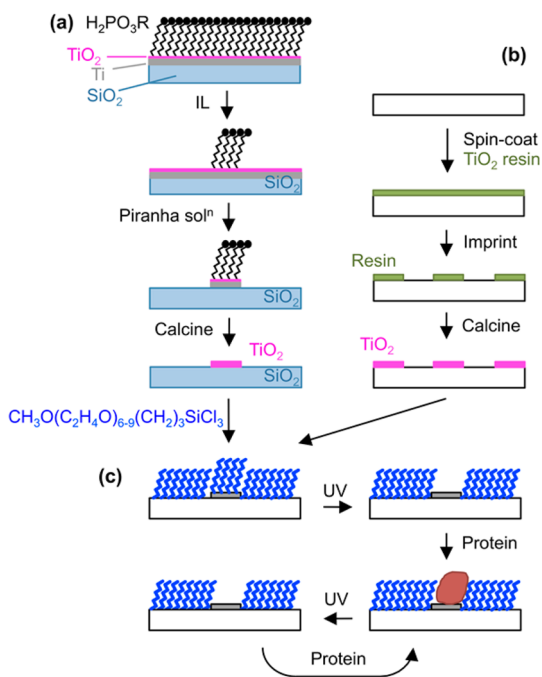 (a)
H₂PO₃R
TiO₂
Ti
SiO₂
IL
SiO₂
Piranha solⁿ
SiO₂
Calcine
TiO₂
SiO₂
CH₃O(C₂H₄O)₆₋₉(CH₂)₃SiCl₃
(b)
Spin-coat
TiO₂ resin
Imprint
Resin
Calcine
TiO₂
(c)
UV
Protein
UV
Protein